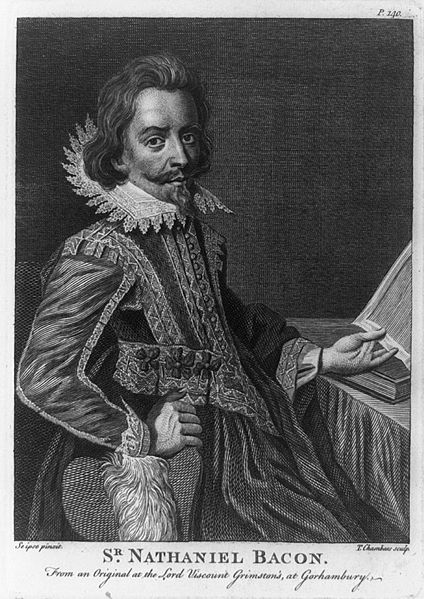 P. 140.
Se ipse pinxit.
T. Chambars sculp.
SR. NATHANIEL BACON.
From an Original at the Lord Viscount Grimston's, at Gorhambury.